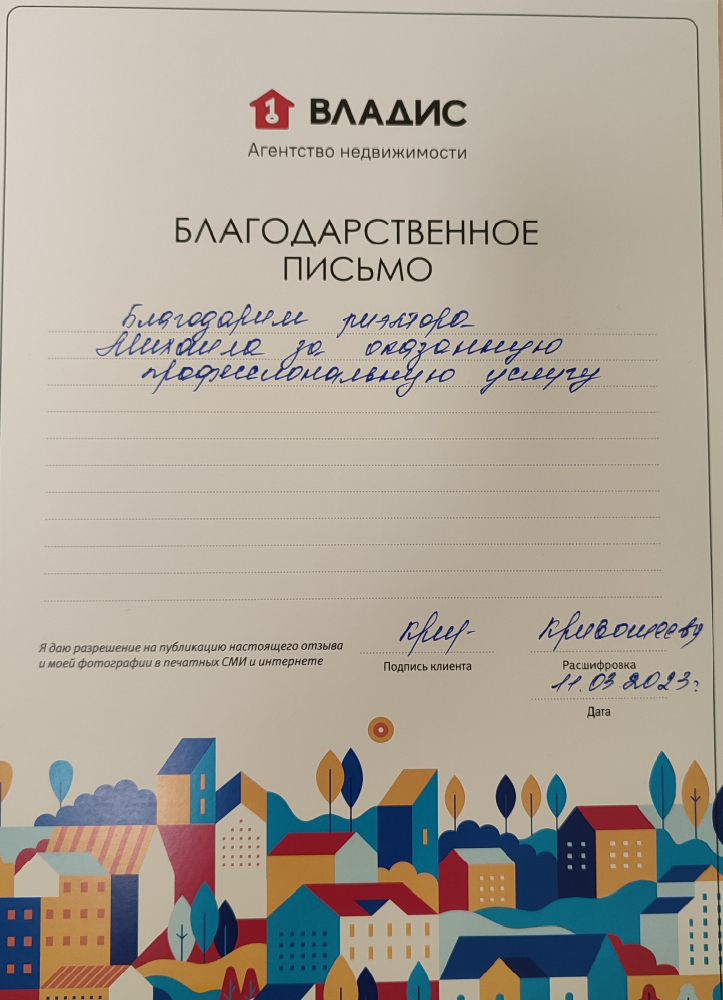 ВЛАДИС
Агентство недвижимости
БЛАГОДАРСТВЕННОЕ
ПИСЬМО
Благодарим риэлтора
Михаила за оказанную
профессиональную услугу
Я даю разрешение на публикацию настоящего отзыва
и моей фотографии в печатных СМИ и интернете
Подпись клиента
Расшифровка
11.03.2023г
Дата